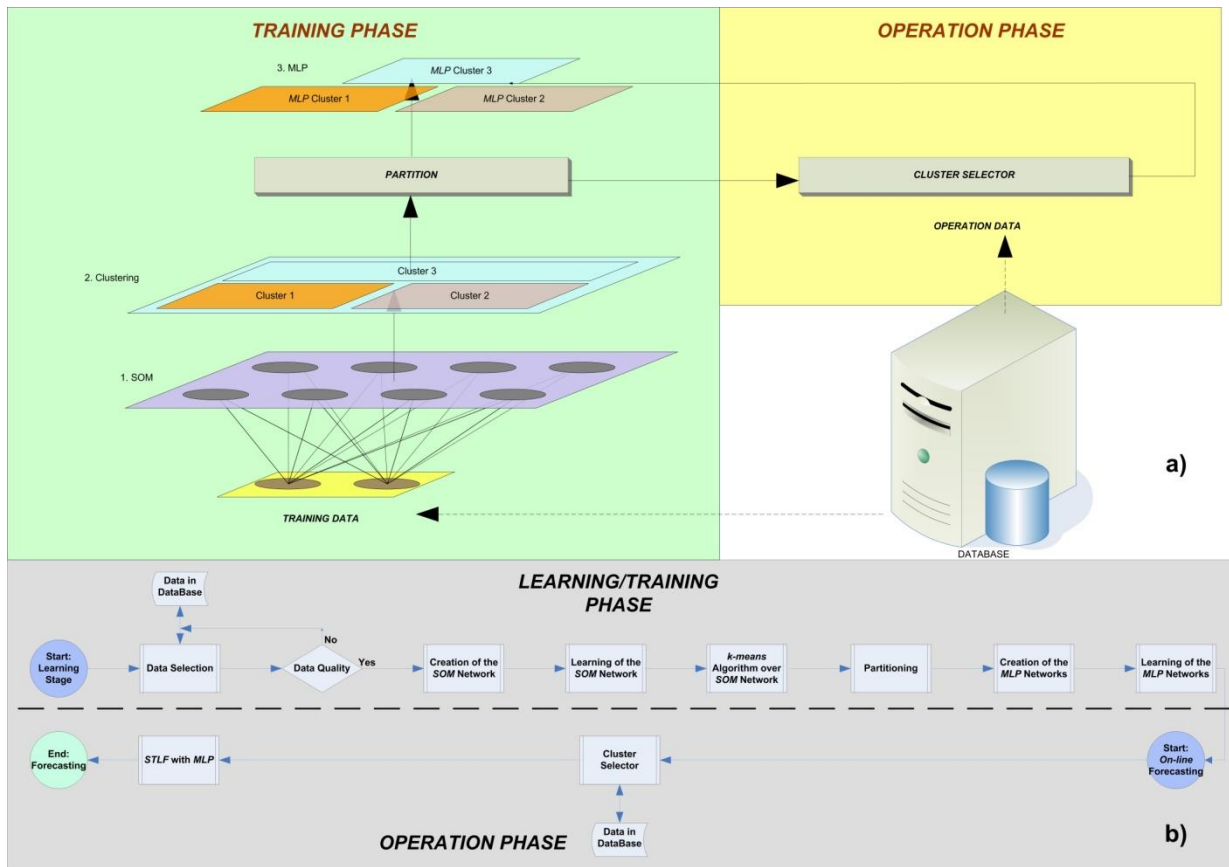 TRAINING PHASE
OPERATION PHASE
3. MLP
MLP Cluster 3
MLP Cluster 1
MLP Cluster 2
PARTITION
CLUSTER SELECTOR
OPERATION DATA
2. Clustering
Cluster 3
Cluster 1
Cluster 2
1. SOM
TRAINING DATA
DATABASE
a)
LEARNING/TRAINING
PHASE
Data in
DataBase
No
Yes
Start:
Learning
Stage
Data Selection
Data Quality
Creation of the
SOM Network
Learning of the
SOM Network
k-means
Algorithm over
SOM Network
Partitioning
Creation of the
MLP Networks
Learning of the
MLP Networks
End:
Forecasting
STLF with MLP
Cluster
Selector
Start:
On-line
Forecasting
Data in
DataBase
OPERATION PHASE
b)